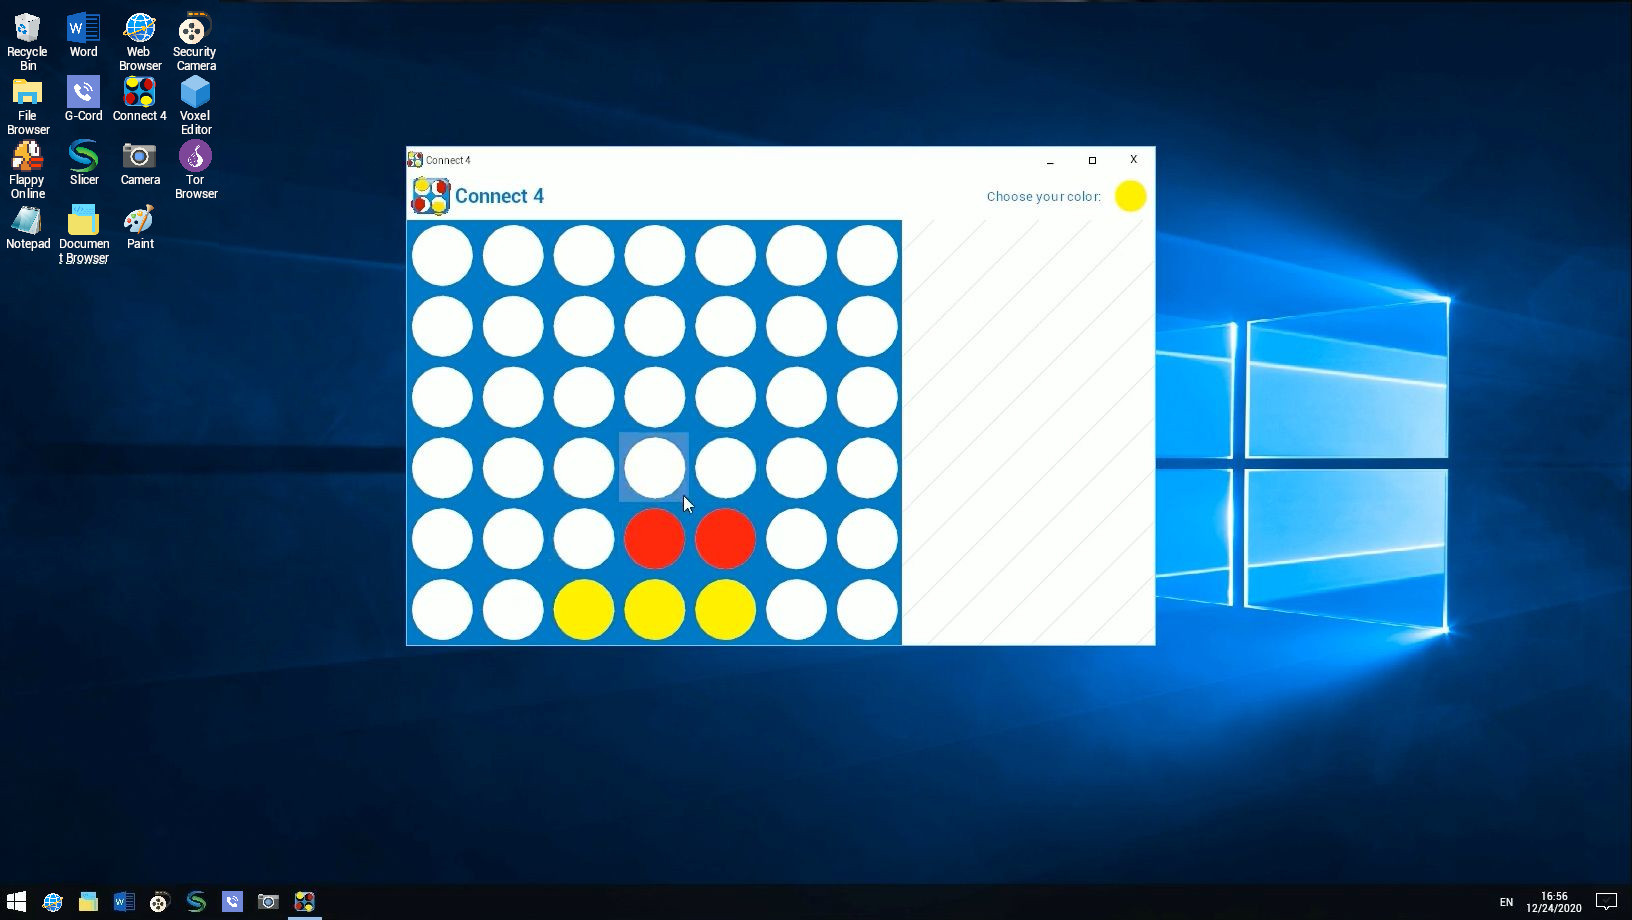 Recycle
Bin
Word
Web
Browser
Security
Camera
File
Browser
G-Cord
Connect 4
Voxel
Editor
Flappy
Online
Slicer
Camera
Tor
Browser
Notepad
Documen
t Browser
Paint
Connect 4
X
Connect 4
Choose your color:
EN
16:56
12/24/2020